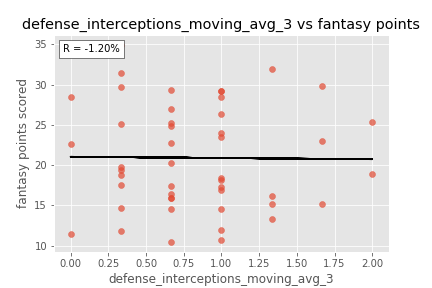 defense_interceptions_moving_avg_3 vs fantasy points
R = -1.20%
fantasy points scored
35
30
25
20
15
10
0.00 0.25 0.50 0.75 1.00 1.25 1.50 1.75 2.00
defense_interceptions_moving_avg_3